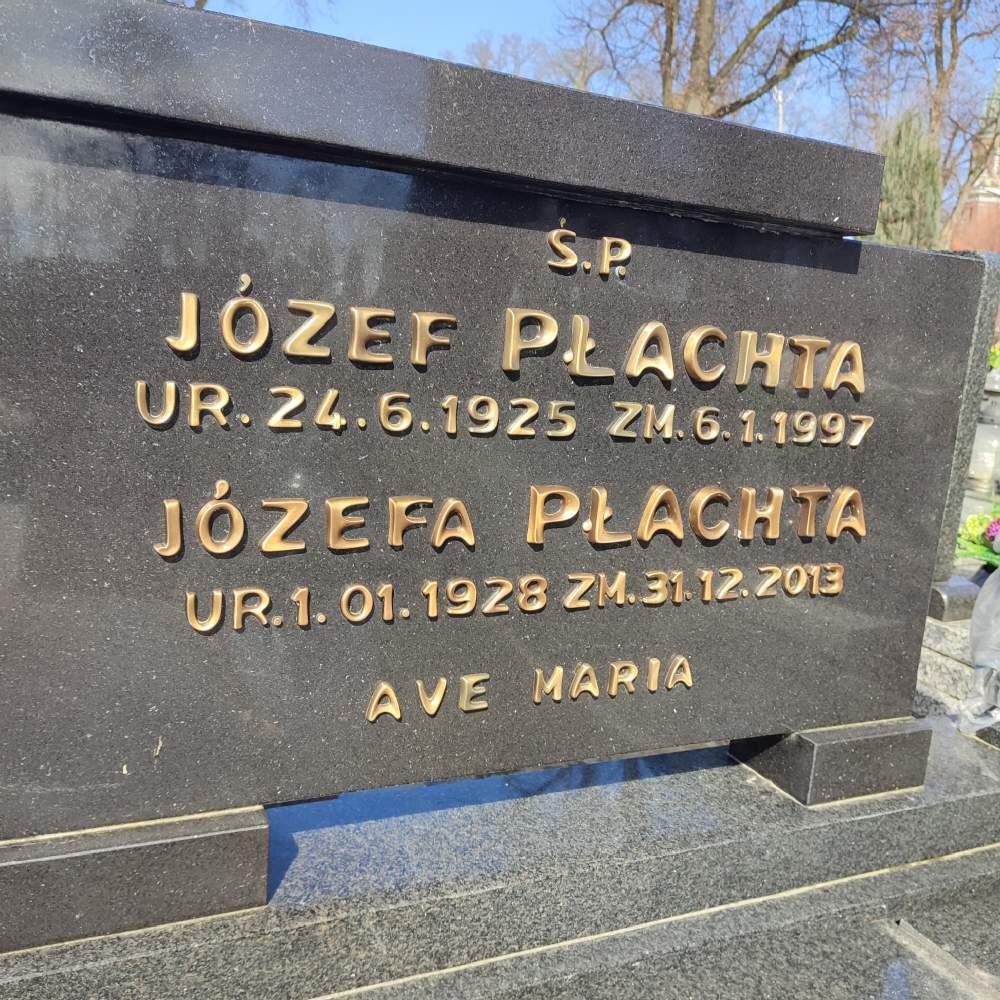 Ś.P.
JÓZEF PŁACHTA
UR. 24.6.1925 ZM.6.1.1997
JÓZEFA PŁACHTA
UR.1.01.1928 ZM.31.12.2013
AVE MARIA